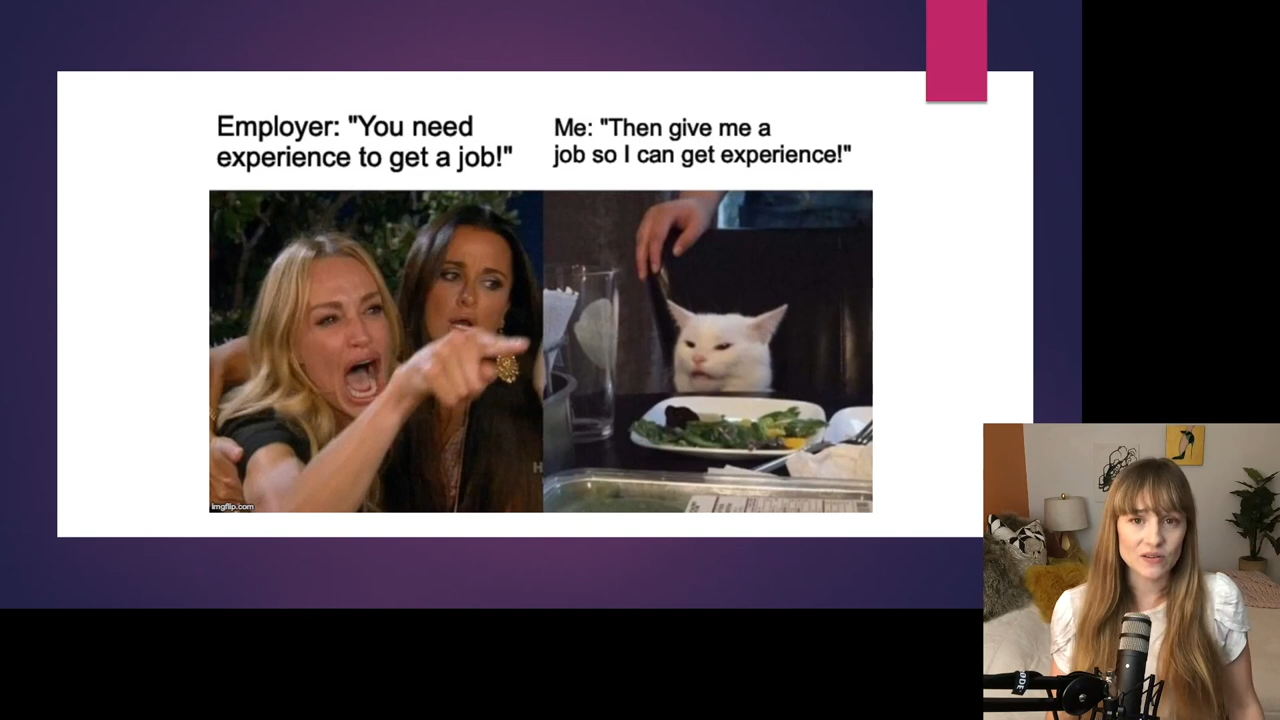 Employer: "You need
experience to get a job!"
Me: "Then give me a
job so I can get experience!"
imgflip.com